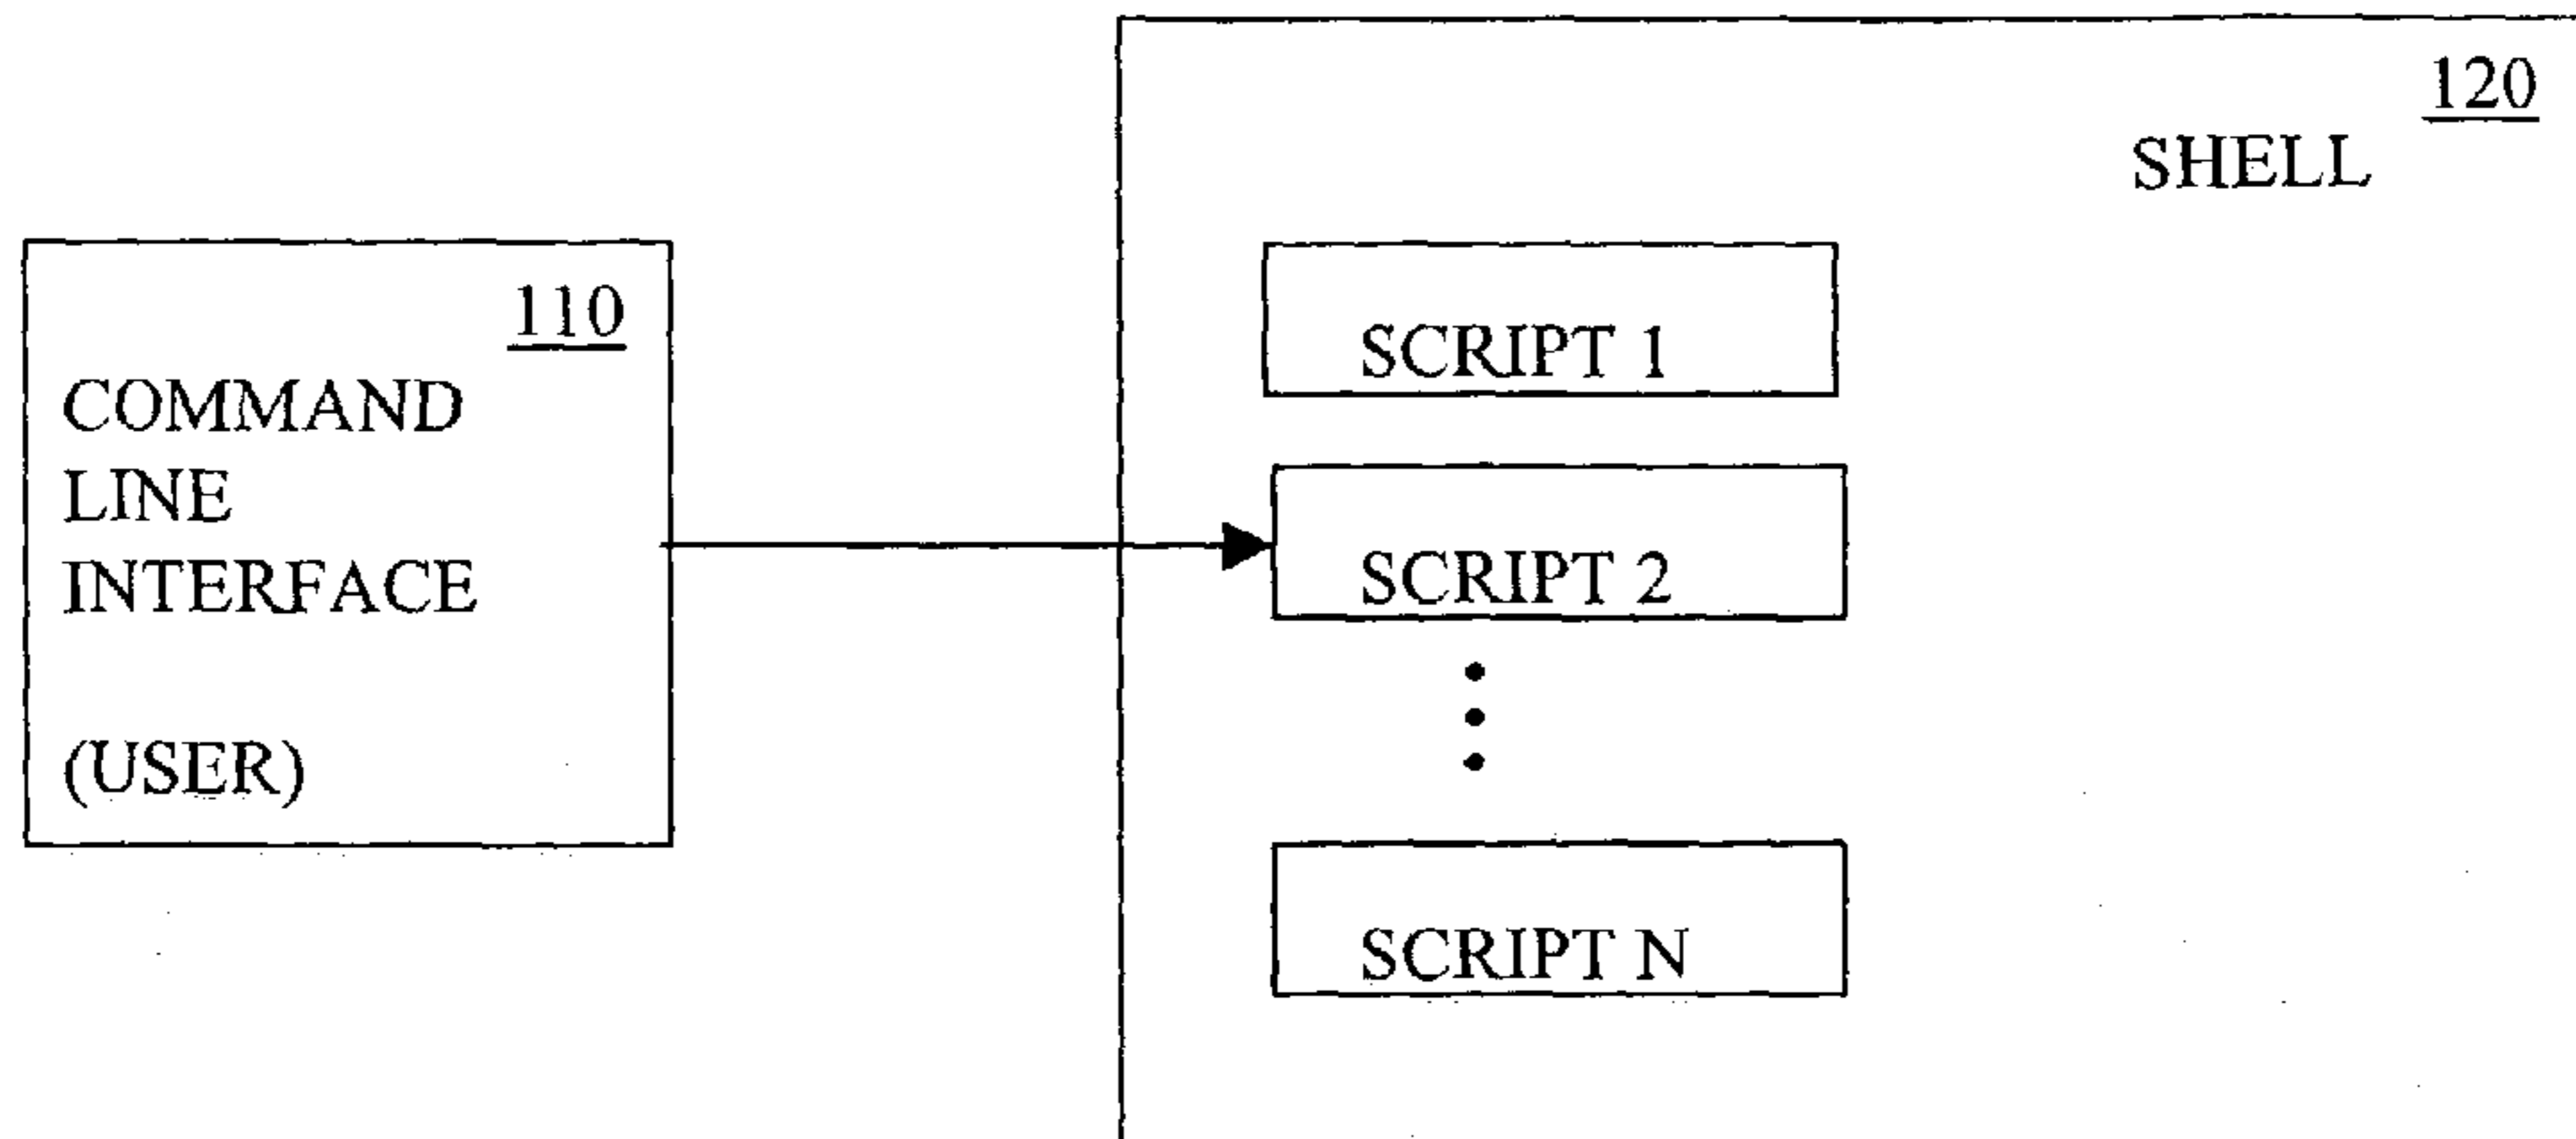 120
SHELL
110
COMMAND
LINE
INTERFACE
(USER)
SCRIPT 1
SCRIPT 2
SCRIPT N